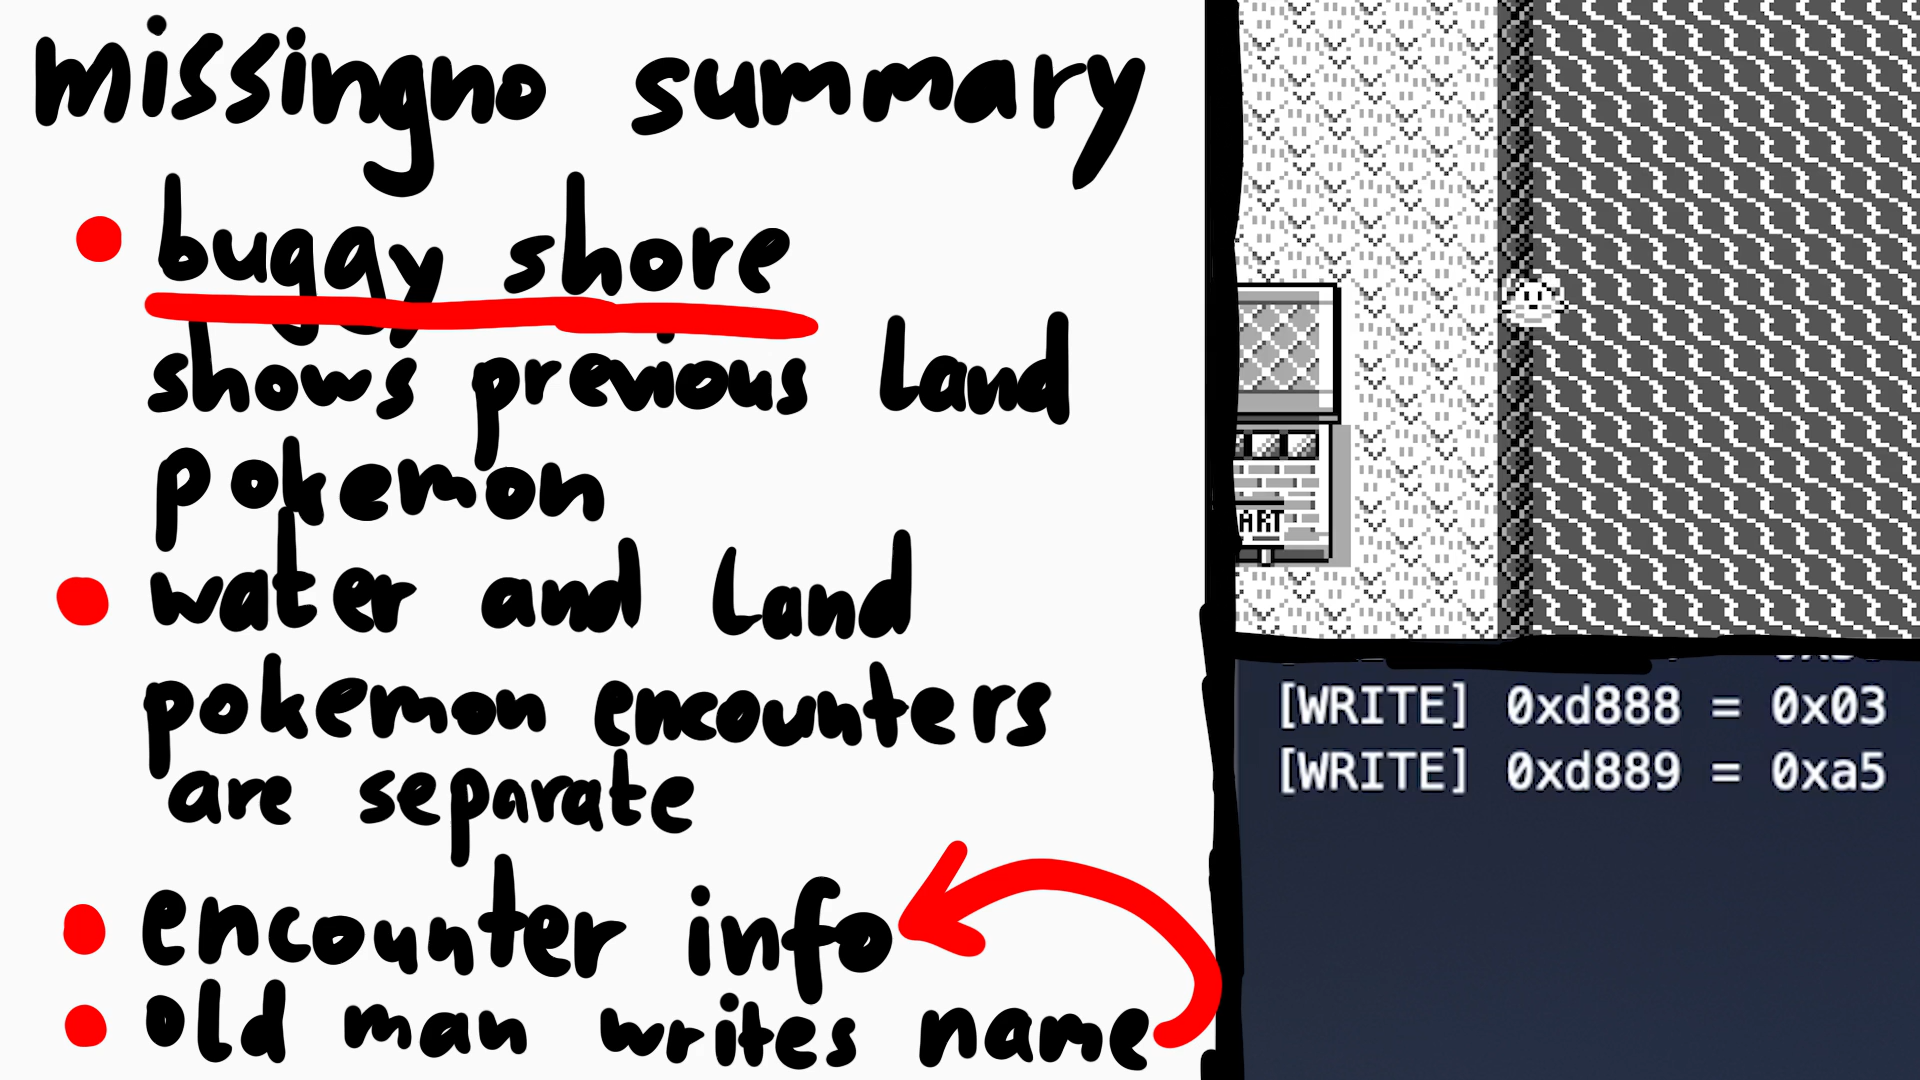 missingno summary
buggy shore
shows previous land
pokemon
water and land
pokemon encounters
are separate
encounter info
old man writes name
ART
[WRITE] 0xd888 = 0x03
[WRITE] 0xd889 = 0xa5